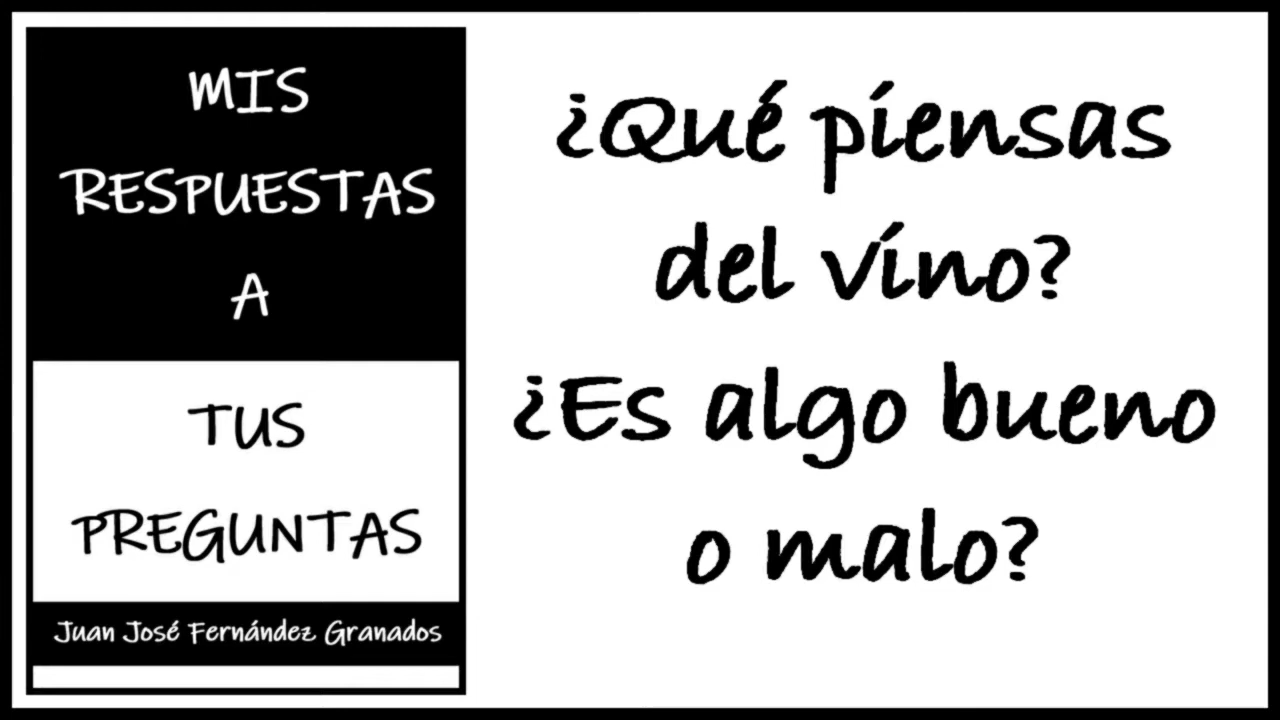 MIS
RESPUESTAS
A
TUS
PREGUNTAS
Juan José Fernández Granados
¿Qué piensas
del vino?
¿Es algo bueno
o malo?